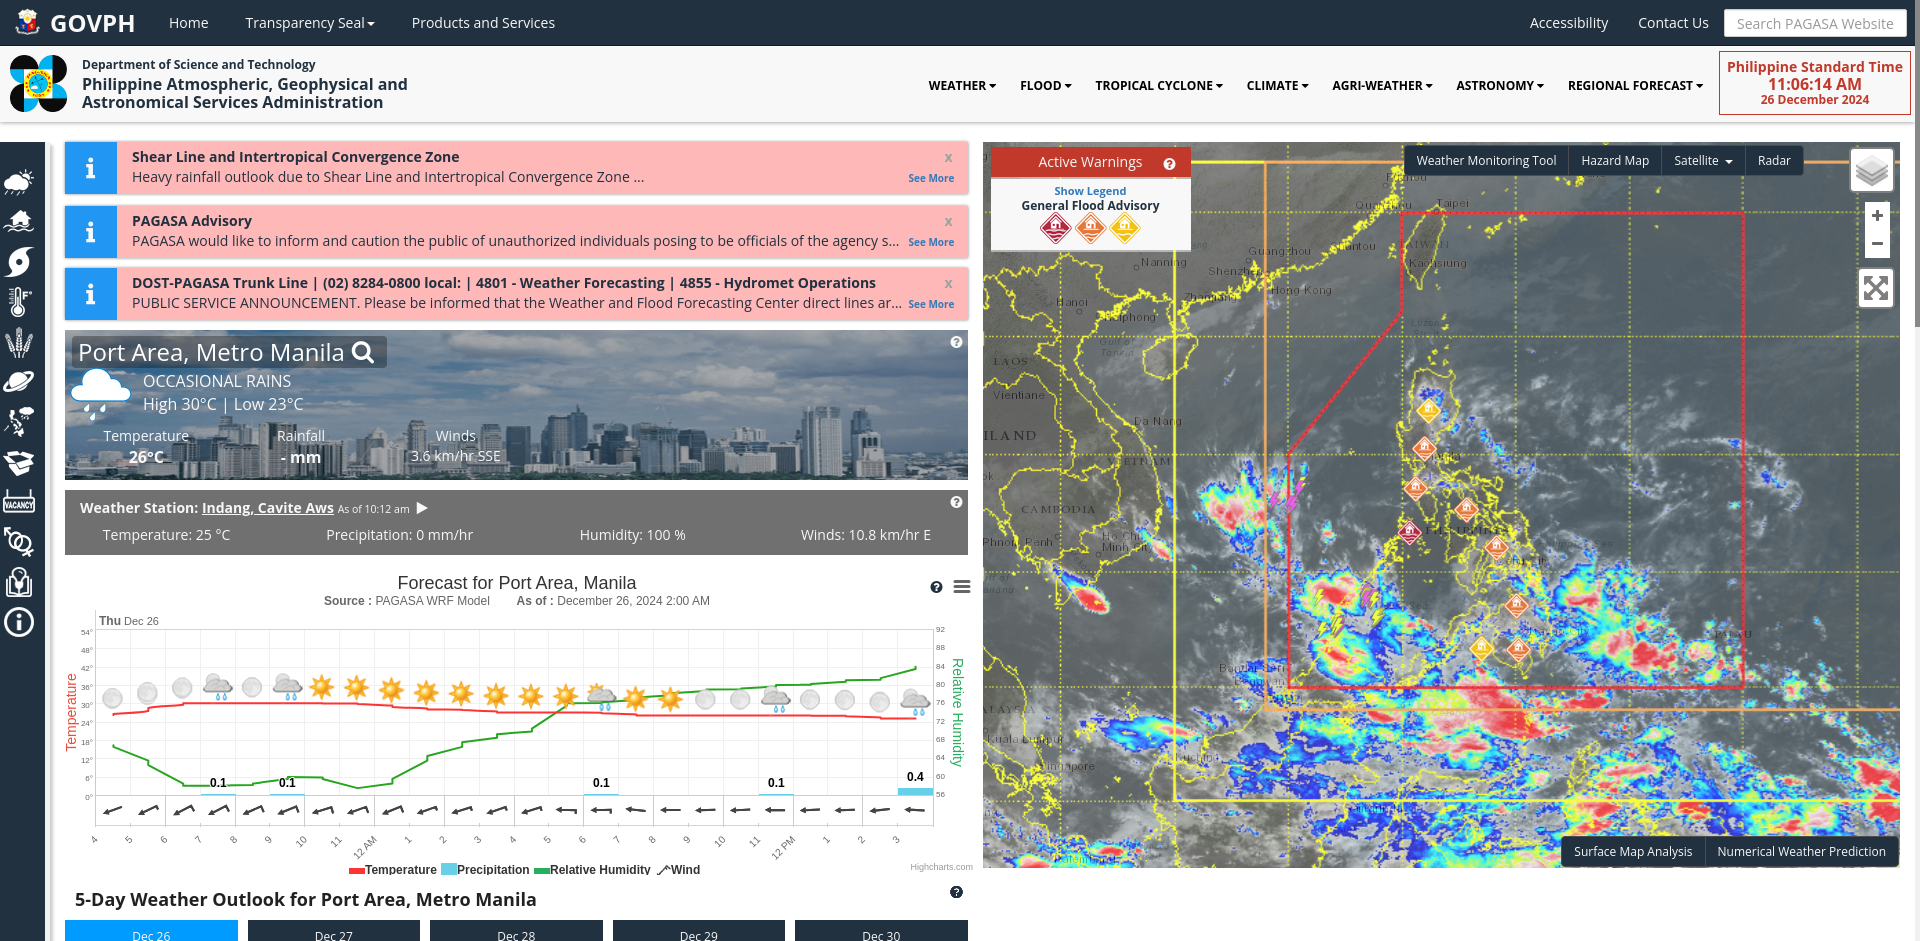 GOVPH
Home
Transparency Seal
Products and Services
Accessibility
Contact Us
Search PAGASA Website
Department of Science and Technology
Philippine Atmospheric, Geophysical and
Astronomical Services Administration
WEATHER
FLOOD
TROPICAL CYCLONE
CLIMATE
AGRI-WEATHER
ASTRONOMY
REGIONAL FORECAST
Philippine Standard Time
11:06:14 AM
26 December 2024
VACANCY
Shear Line and Intertropical Convergence Zone
x
Heavy rainfall outlook due to Shear Line and Intertropical Convergence Zone ...
See More
PAGASA Advisory
x
PAGASA would like to inform and caution the public of unauthorized individuals posing to be officials of the agency s...
See More
DOST-PAGASA Trunk Line | (02) 8284-0800 local: | 4801 - Weather Forecasting | 4855 - Hydromet Operations
x
PUBLIC SERVICE ANNOUNCEMENT. Please be informed that the Weather and Flood Forecasting Center direct lines ar...
See More
Port Area, Metro Manila
OCCASIONAL RAINS
High 30°C | Low 23°C
Temperature
Rainfall
Winds
26°C
- mm
3.6 km/hr SSE
Weather Station: Indang, Cavite Aws As of 10:12 am
Temperature: 25 °C
Precipitation: 0 mm/hr
Humidity: 100 %
Winds: 10.8 km/hr E
Forecast for Port Area, Manila
Source : PAGASA WRF Model
As of : December 26, 2024 2:00 AM
Thu Dec 26
Temperature
54°
48°
42°
36°
30°
24°
18°
12°
6°
0°
0.1
0.1
0.1
0.1
0.4
92
88
84
80
76
72
68
64
60
56
Relative Humidity
4
5
6
7
8
9
10
11
12 AM
1
2
3
4
5
6
7
8
9
10
11
12 PM
1
2
3
Temperature
Precipitation
Relative Humidity
Wind
Highcharts.com
5-Day Weather Outlook for Port Area, Metro Manila
Dec 26
Dec 27
Dec 28
Dec 29
Dec 30
Active Warnings
Show Legend
General Flood Advisory
Weather Monitoring Tool
Hazard Map
Satellite
Radar
+
−
Taipei
TAIWAN
Kaohsiung
Shantou
Guangzhou
Shenzhen
Hong Kong
Nanning
Zhanjiang
Hanoi
Haiphong
Gulf of
Tonkin
LAOS
Vientiane
Da Nang
VIETNAM
CAMBODIA
Phnom Penh
Ho Chi
Minh City
PALAU
Kuala Lumpur
Singapore
Kuching
Surface Map Analysis
Numerical Weather Prediction